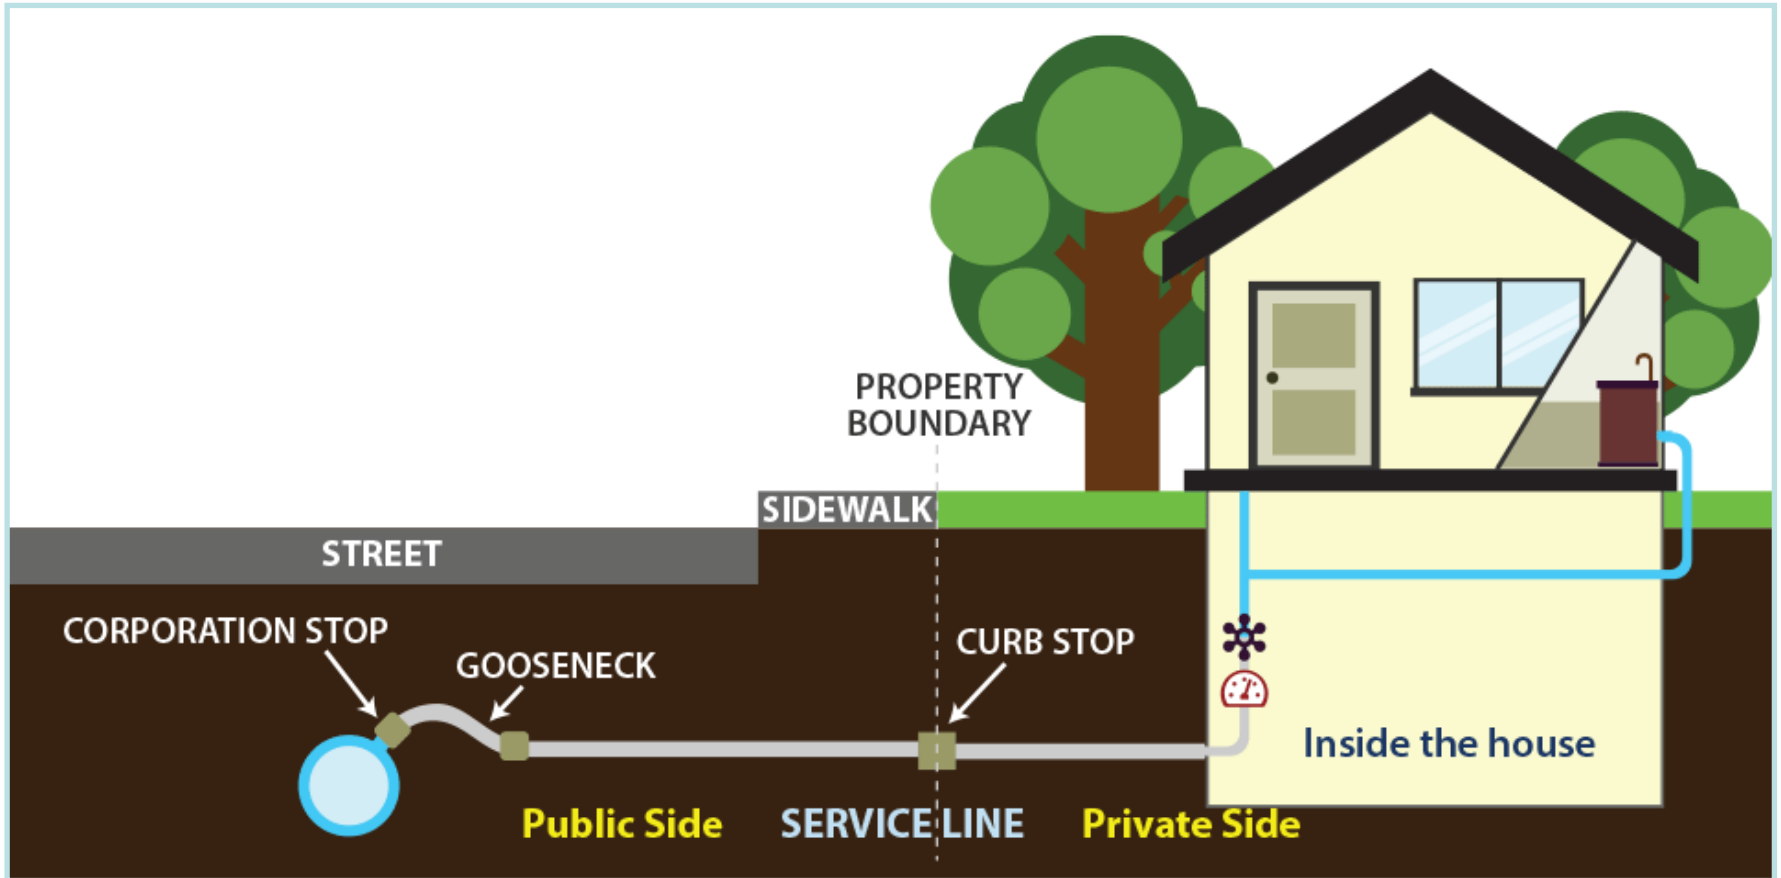 PROPERTY
BOUNDARY
SIDEWALK
STREET
CORPORATION STOP
GOOSENECK
CURB STOP
Inside the house
Public Side
SERVICE LINE
Private Side